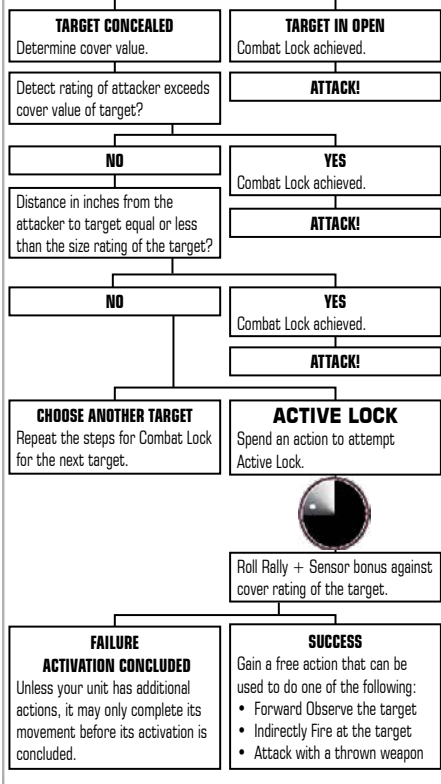 TARGET CONCEALED
Determine cover value.
TARGET IN OPEN
Combat Lock achieved.
ATTACK!
Detect rating of attacker exceeds
cover value of target?
NO
YES
Combat Lock achieved.
ATTACK!
Distance in inches from the
attacker to target equal or less
than the size rating of the target?
NO
YES
Combat Lock achieved.
ATTACK!
CHOOSE ANOTHER TARGET
Repeat the steps for Combat Lock
for the next target.
ACTIVE LOCK
Spend an action to attempt
Active Lock.
Roll Rally + Sensor bonus against
cover rating of the target.
FAILURE
ACTIVATION CONCLUDED
Unless your unit has additional
actions, it may only complete its
movement before its activation is
concluded.
SUCCESS
Gain a free action that can be
used to do one of the following:
• Forward Observe the target
• Indirectly Fire at the target
• Attack with a thrown weapon